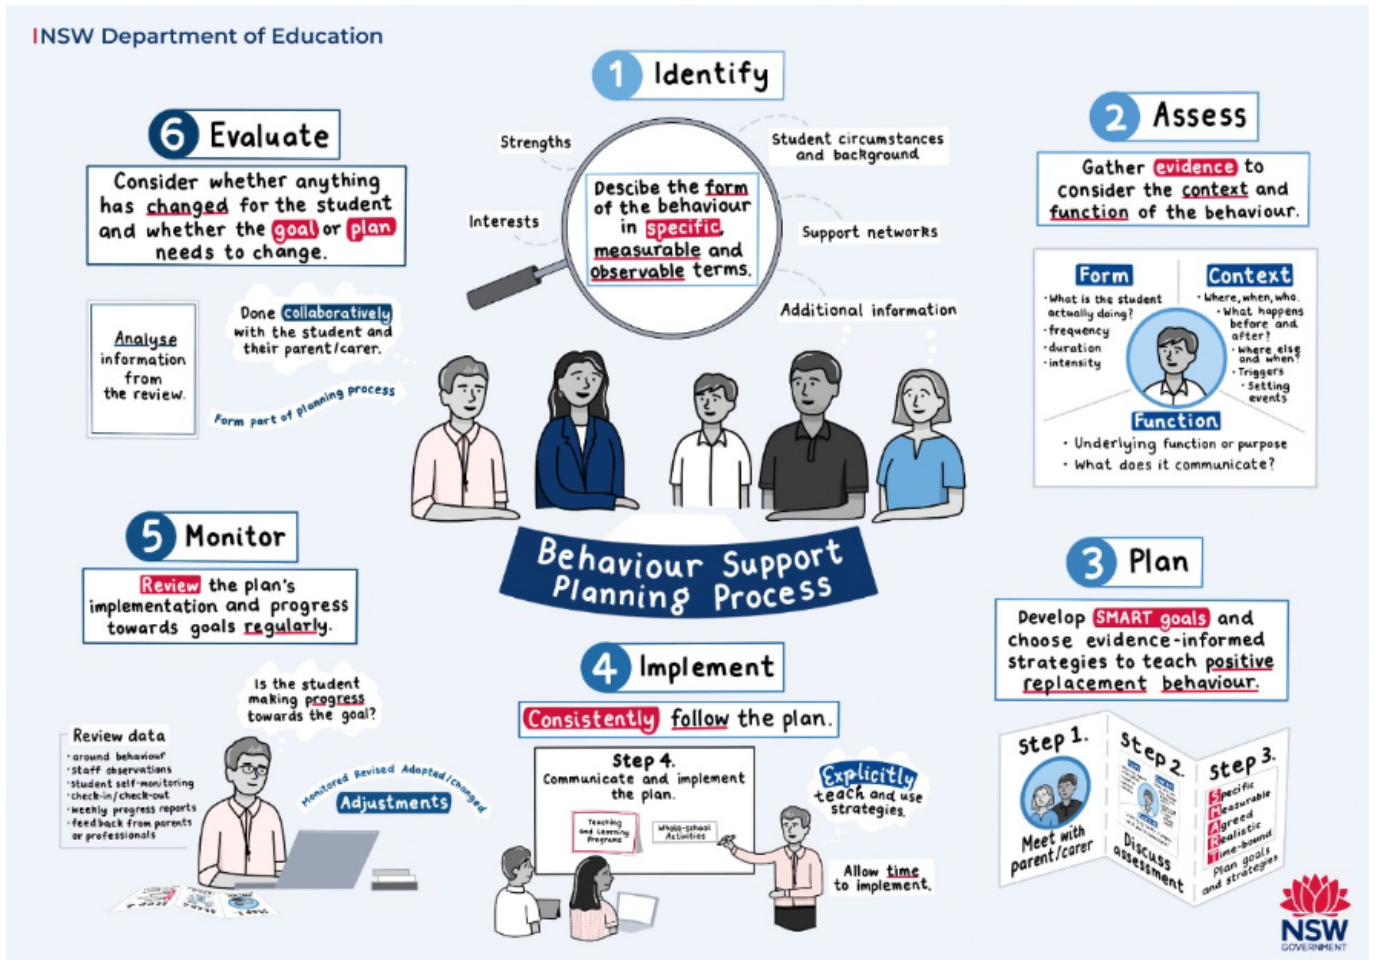 NSW Department of Education
1 Identify
Strengths
Interests
Descibe the form
of the behaviour
in specific,
measurable and
observable terms.
Student circumstances
and background
Support networks
Additional information
2 Assess
Gather evidence to
consider the context and
function of the behaviour.
Form
· What is the student
actually doing?
· frequency
· duration
· intensity
Context
· Where, when, who.
· What happens
before and
after?
· Where else
and when?
· Triggers
· Setting
events
Function
· Underlying function or purpose
· What does it communicate?
3 Plan
Develop SMART goals and
choose evidence-informed
strategies to teach positive
replacement behaviour.
Step 1.
Meet with
parent/carer
Step 2.
Discuss
assessment
Step 3.
Specific
Measurable
Agreed
Realistic
Time-bound
Plan goals
and strategies
4 Implement
Consistently follow the plan.
Step 4.
Communicate and implement
the plan.
Teaching
and Learning
Programs
Whole-school
Activities
Explicitly
teach and use
strategies.
Allow time
to implement.
5 Monitor
Review the plan's
implementation and progress
towards goals regularly.
Is the student
making progress
towards the goal?
Review data
· around behaviour
· staff observations
· student self-monitoring
· check-in/check-out
· weekly progress reports
· feedback from parents
or professionals
Monitored Revised Adapted/changed
Adjustments
6 Evaluate
Consider whether anything
has changed for the student
and whether the goal or plan
needs to change.
Analyse
information
from
the review.
Done collaboratively
with the student and
their parent/carer.
Form part of planning process
Behaviour Support
Planning Process
NSW
GOVERNMENT